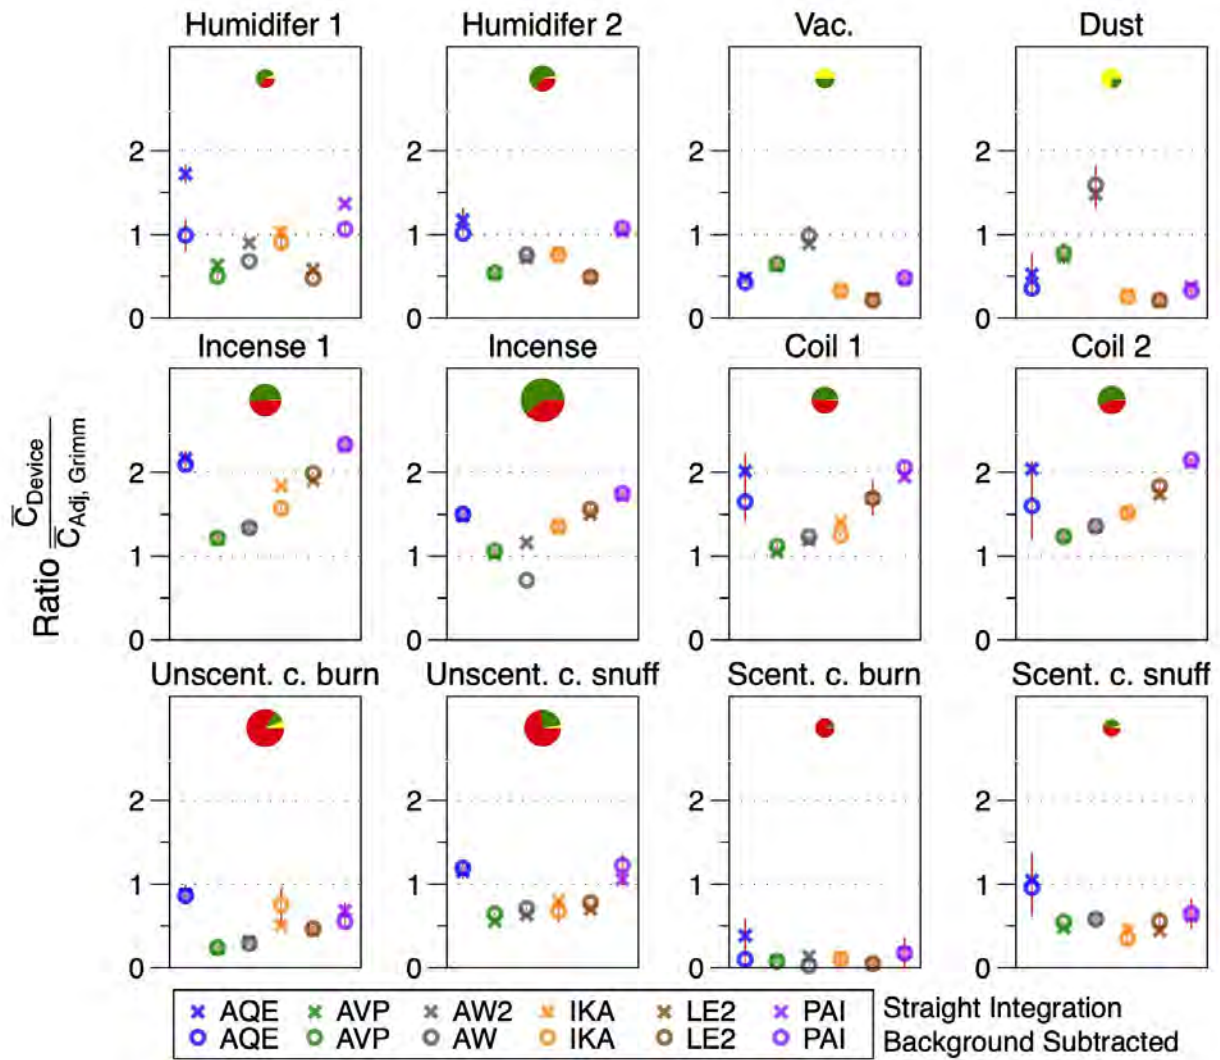 Humidifer 1 Humidifer 2 Vac. Dust
2 2 2 2
1 1 1 1
0 0 0 0
Incense 1 Incense Coil 1 Coil 2
2 2 2 2
1 1 1 1
0 0 0 0
Ratio C̅Device
C̅Adj, Grimm
Unscent. c. burn Unscent. c. snuff Scent. c. burn Scent. c. snuff
2 2 2 2
1 1 1 1
0 0 0 0
AQE AVP AW2 IKA LE2 PAI Straight Integration
AQE AVP AW IKA LE2 PAI Background Subtracted